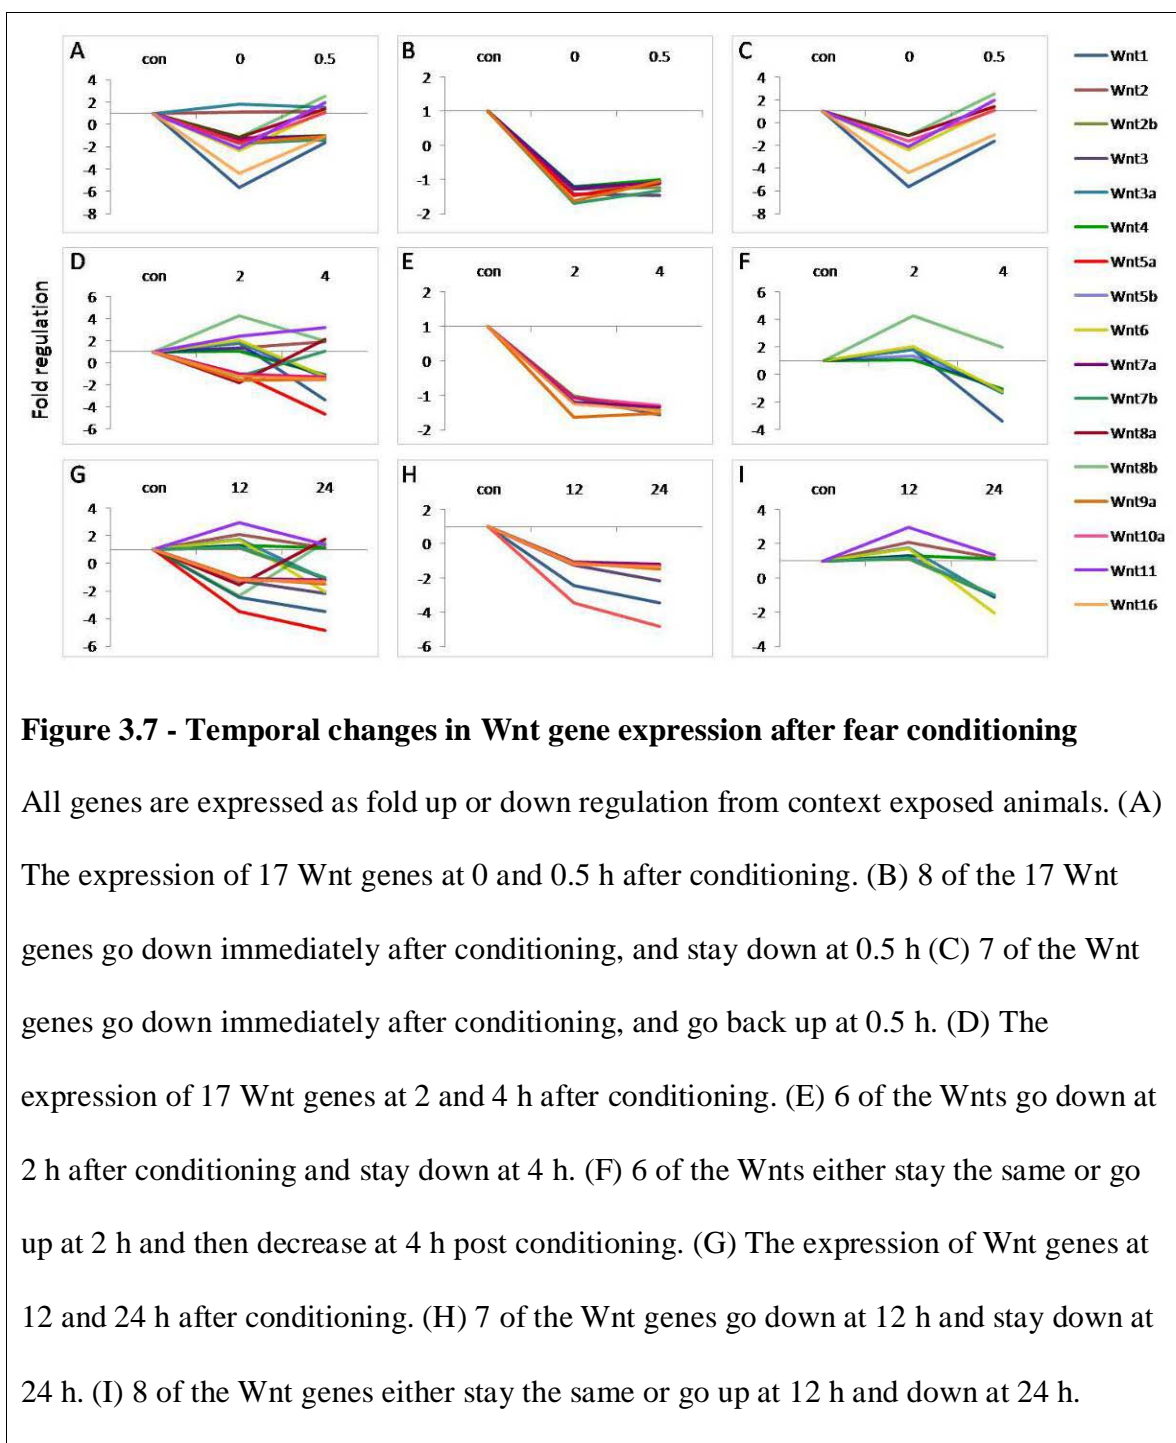 A
con 0 0.5
4
2
0
-2
-4
-6
-8
B
con 0 0.5
2
1
0
-1
-2
C
con 0 0.5
4
2
0
-2
-4
-6
-8
D
con 2 4
6
4
2
0
-2
-4
-6
E
con 2 4
2
1
0
-1
-2
F
con 2 4
6
4
2
0
-2
-4
G
con 12 24
4
2
0
-2
-4
-6
H
con 12 24
2
0
-2
-4
-6
I
con 12 24
4
2
0
-2
-4
Fold regulation
Wnt1
Wnt2
Wnt2b
Wnt3
Wnt3a
Wnt4
Wnt5a
Wnt5b
Wnt6
Wnt7a
Wnt7b
Wnt8a
Wnt8b
Wnt9a
Wnt10a
Wnt11
Wnt16
Figure 3.7 - Temporal changes in Wnt gene expression after fear conditioning
All genes are expressed as fold up or down regulation from context exposed animals. (A)
The expression of 17 Wnt genes at 0 and 0.5 h after conditioning. (B) 8 of the 17 Wnt
genes go down immediately after conditioning, and stay down at 0.5 h (C) 7 of the Wnt
genes go down immediately after conditioning, and go back up at 0.5 h. (D) The
expression of 17 Wnt genes at 2 and 4 h after conditioning. (E) 6 of the Wnts go down at
2 h after conditioning and stay down at 4 h. (F) 6 of the Wnts either stay the same or go
up at 2 h and then decrease at 4 h post conditioning. (G) The expression of Wnt genes at
12 and 24 h after conditioning. (H) 7 of the Wnt genes go down at 12 h and stay down at
24 h. (I) 8 of the Wnt genes either stay the same or go up at 12 h and down at 24 h.